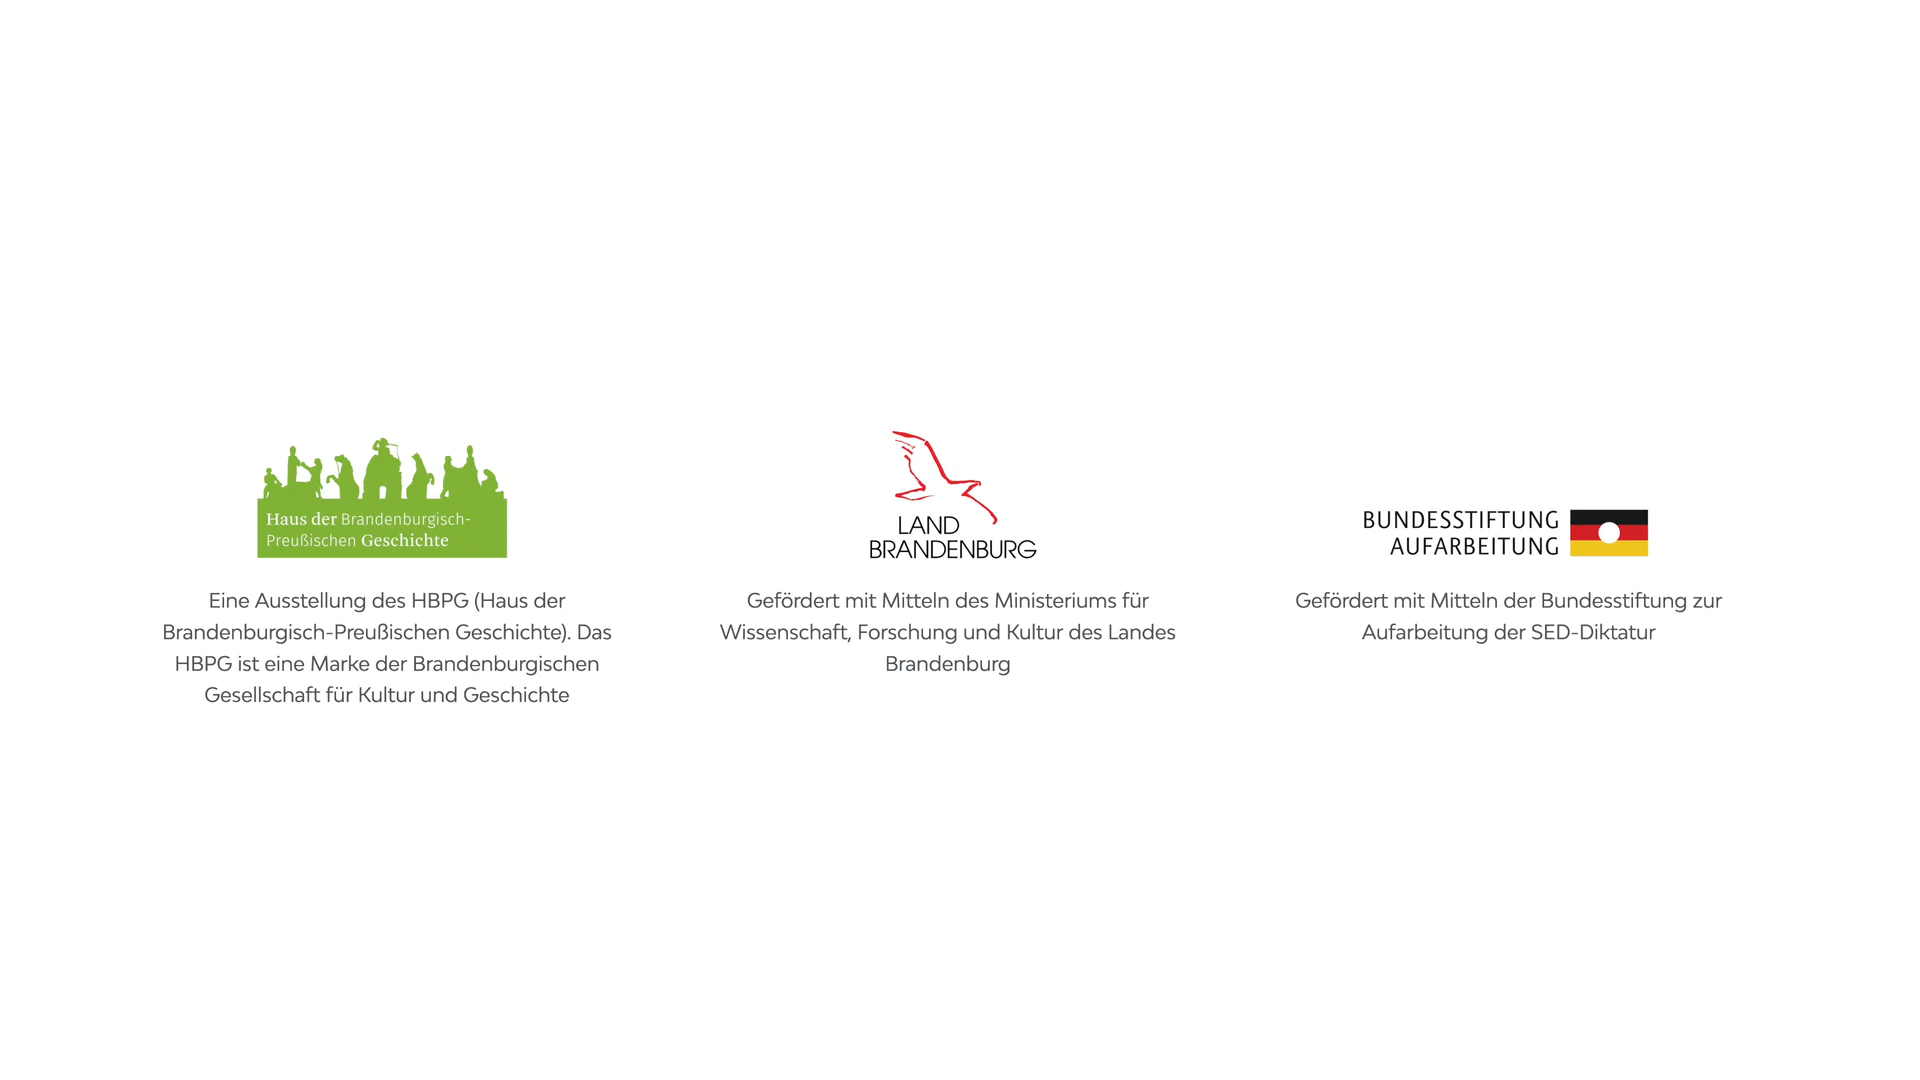 Haus der Brandenburgisch-
Preußischen Geschichte
Eine Ausstellung des HBPG (Haus der
Brandenburgisch-Preußischen Geschichte). Das
HBPG ist eine Marke der Brandenburgischen
Gesellschaft für Kultur und Geschichte
LAND
BRANDENBURG
Gefördert mit Mitteln des Ministeriums für
Wissenschaft, Forschung und Kultur des Landes
Brandenburg
BUNDESSTIFTUNG
AUFARBEITUNG
Gefördert mit Mitteln der Bundesstiftung zur
Aufarbeitung der SED-Diktatur